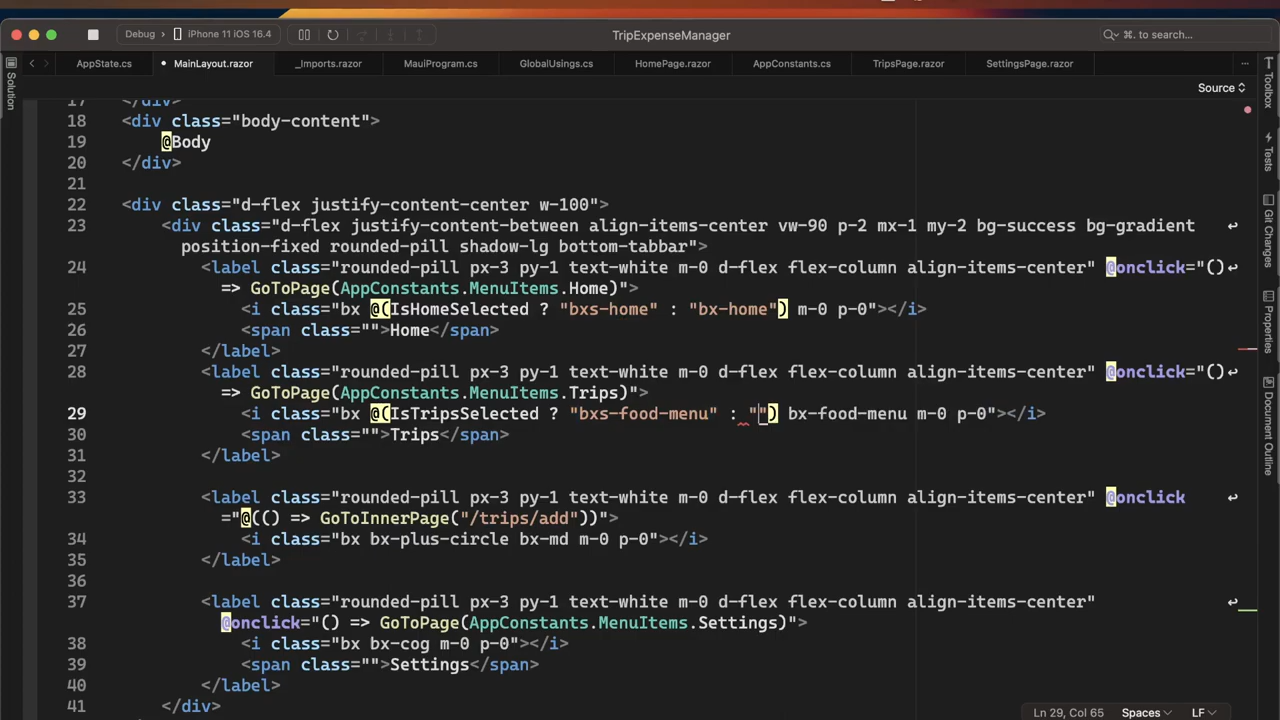 Debug > iPhone 11 iOS 16.4
TripExpenseManager
⌘. to search...
Solution
AppState.cs
MainLayout.razor
_Imports.razor
MauiProgram.cs
GlobalUsings.cs
HomePage.razor
AppConstants.cs
TripsPage.razor
SettingsPage.razor
...
Source
Toolbox
Tests
Git Changes
Properties
Document Outline
17 </div>
18 <div class="body-content">
19 @Body
20 </div>
21
22 <div class="d-flex justify-content-center w-100">
23 <div class="d-flex justify-content-between align-items-center vw-90 p-2 mx-1 my-2 bg-success bg-gradient
position-fixed rounded-pill shadow-lg bottom-tabbar">
24 <label class="rounded-pill px-3 py-1 text-white m-0 d-flex flex-column align-items-center" @onclick="()
=> GoToPage(AppConstants.MenuItems.Home)">
25 <i class="bx @(IsHomeSelected ? "bxs-home" : "bx-home") m-0 p-0"></i>
26 <span class="">Home</span>
27 </label>
28 <label class="rounded-pill px-3 py-1 text-white m-0 d-flex flex-column align-items-center" @onclick="()
=> GoToPage(AppConstants.MenuItems.Trips)">
29 <i class="bx @(IsTripsSelected ? "bxs-food-menu" : "") bx-food-menu m-0 p-0"></i>
30 <span class="">Trips</span>
31 </label>
32
33 <label class="rounded-pill px-3 py-1 text-white m-0 d-flex flex-column align-items-center" @onclick
="@(() => GoToInnerPage("/trips/add"))">
34 <i class="bx bx-plus-circle bx-md m-0 p-0"></i>
35 </label>
36
37 <label class="rounded-pill px-3 py-1 text-white m-0 d-flex flex-column align-items-center"
@onclick="() => GoToPage(AppConstants.MenuItems.Settings)">
38 <i class="bx bx-cog m-0 p-0"></i>
39 <span class="">Settings</span>
40 </label>
41 </div>
Ln 29, Col 65
Spaces
LF